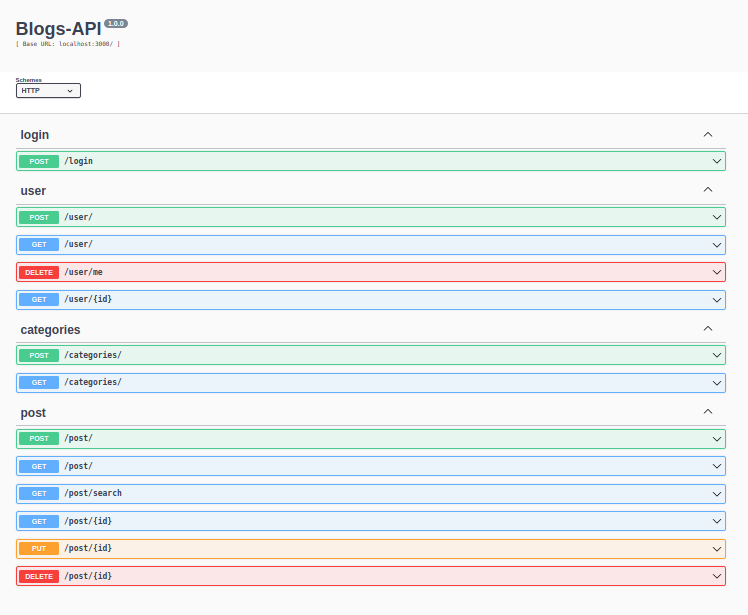 Blogs-API 1.0.0
[ Base URL: localhost:3000/ ]
Schemes
HTTP
login
POST /login
user
POST /user/
GET /user/
DELETE /user/me
GET /user/{id}
categories
POST /categories/
GET /categories/
post
POST /post/
GET /post/
GET /post/search
GET /post/{id}
PUT /post/{id}
DELETE /post/{id}